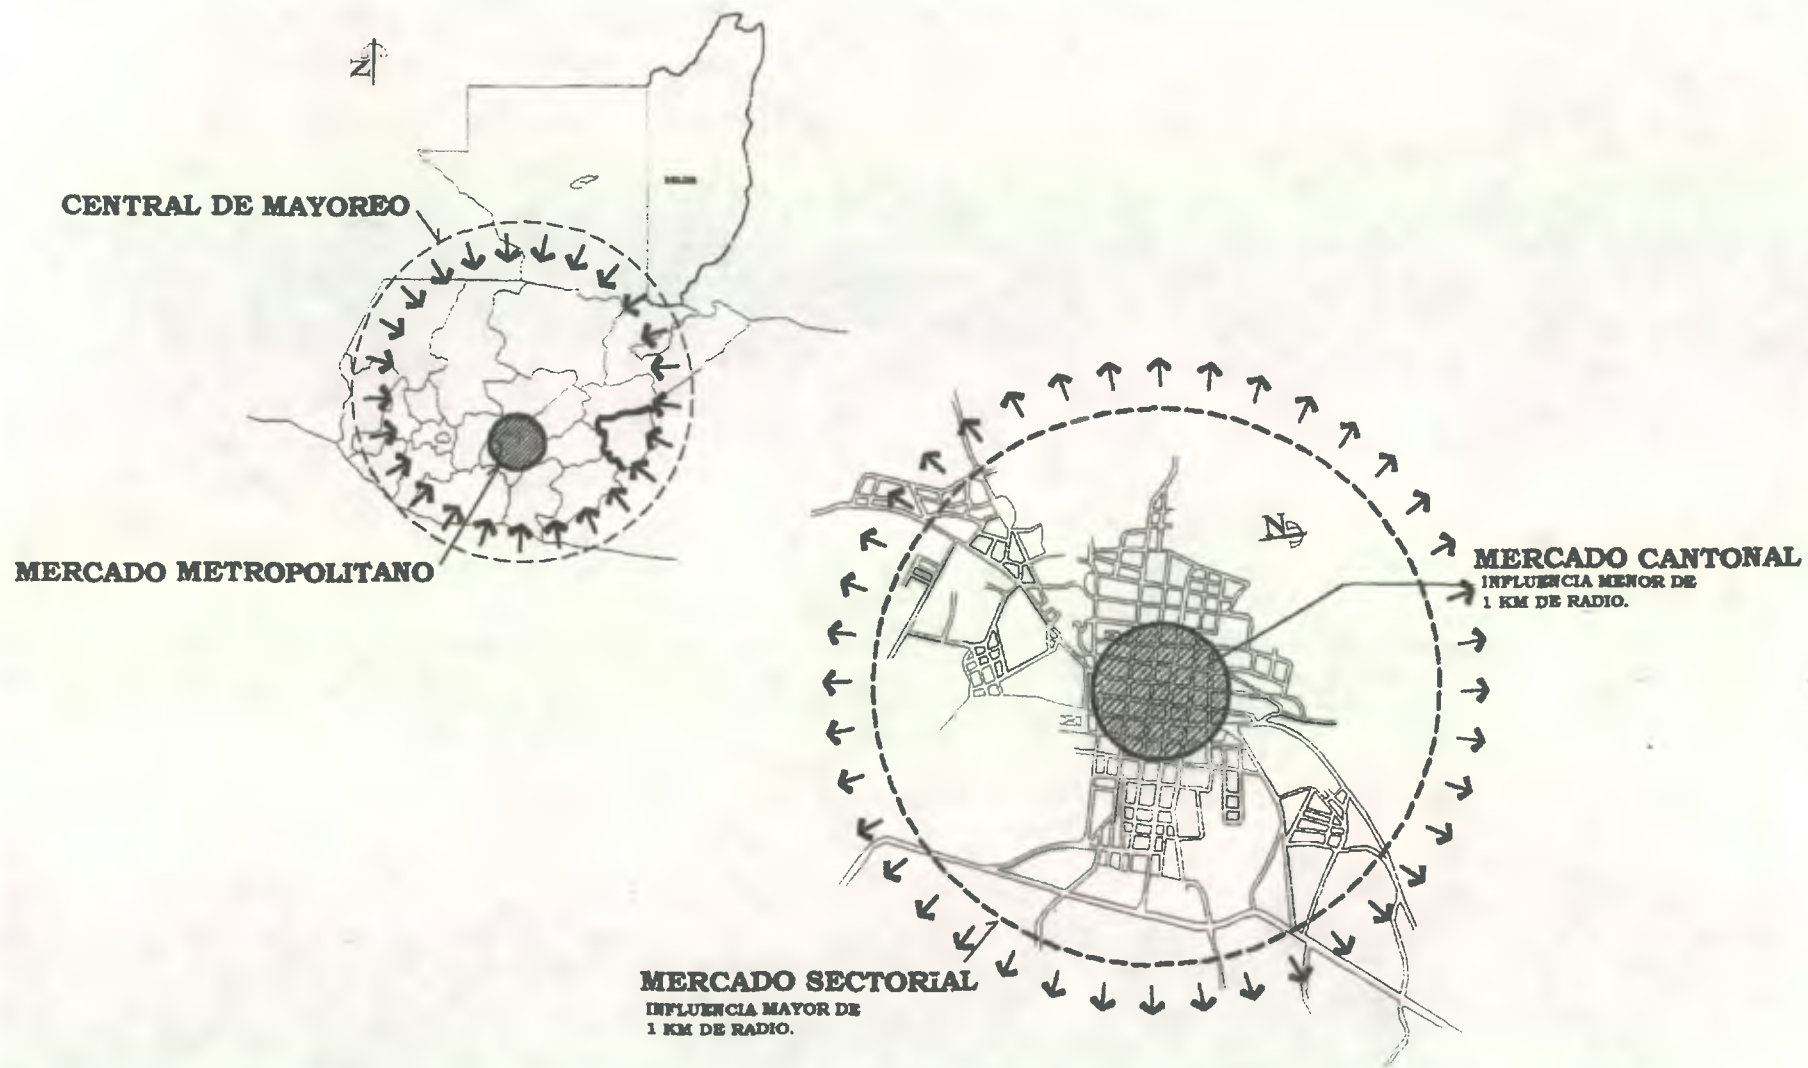 N
BELIZE
CENTRAL DE MAYOREO
MERCADO METROPOLITANO
N
MERCADO CANTONAL
INFLUENCIA MENOR DE
1 KM DE RADIO.
MERCADO SECTORIAL
INFLUENCIA MAYOR DE
1 KM DE RADIO.